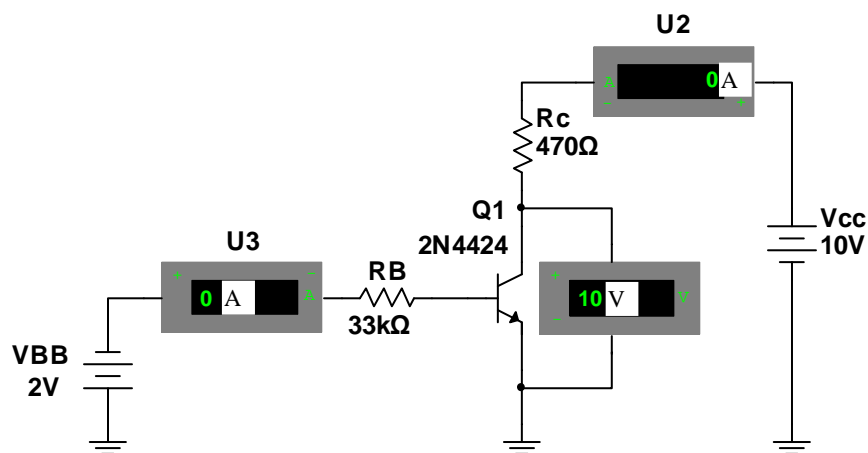 U2
A
0 A
- +
Rc
470Ω
Q1
2N4424
Vcc
10V
U3
+ -
0 A
A
RB
33kΩ
+
10 V
V
-
VBB
2V